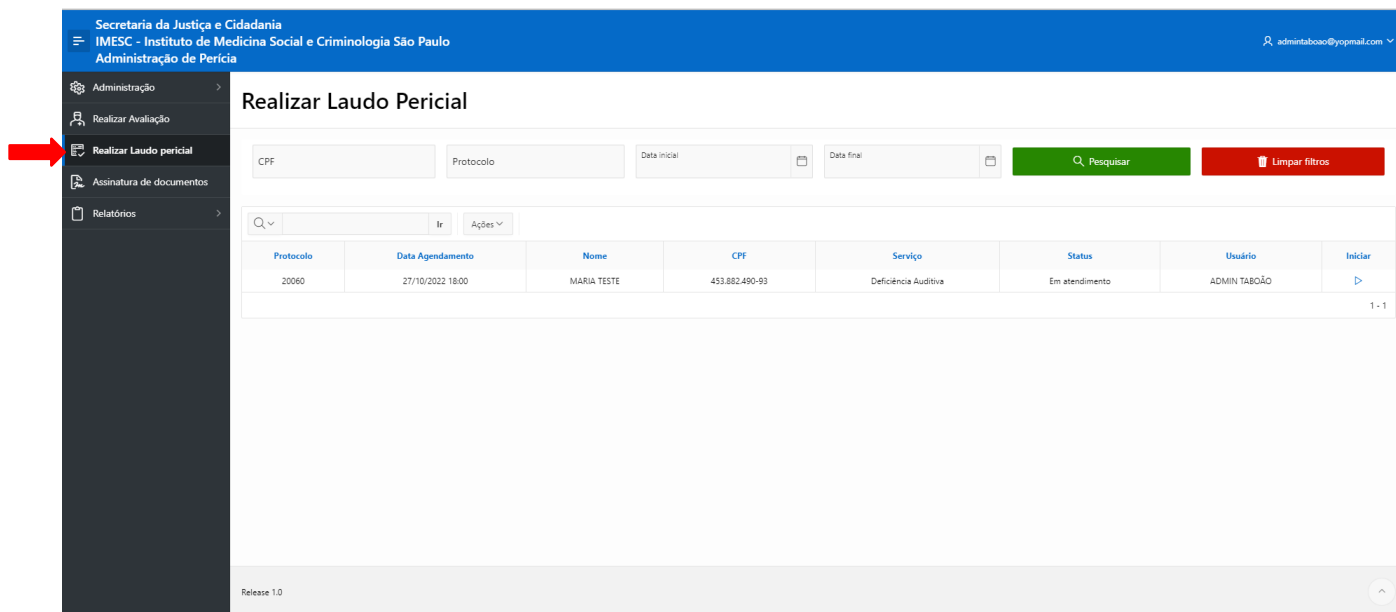 Secretaria da Justiça e Cidadania
IMESC - Instituto de Medicina Social e Criminologia São Paulo
Administração de Perícia
admintaboao@yopmail.com
Administração
Realizar Avaliação
Realizar Laudo pericial
Assinatura de documentos
Relatórios
Realizar Laudo Pericial
CPF
Protocolo
Data inicial
Data final
Pesquisar
Limpar filtros
Ir
Ações
Protocolo Data Agendamento Nome CPF Serviço Status Usuário Iniciar
20060 27/10/2022 18:00 MARIA TESTE 453.882.490-93 Deficiência Auditiva Em atendimento ADMIN TABOÃO
1 - 1
Release 1.0